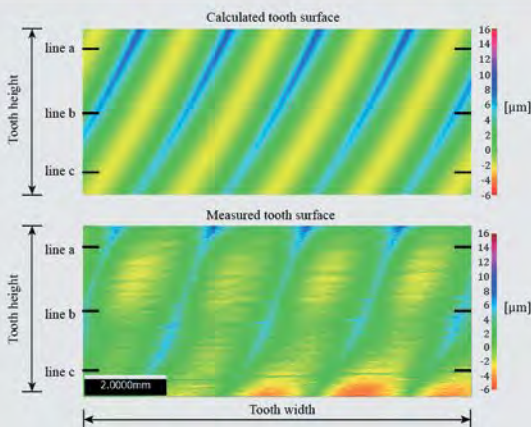 Calculated tooth surface
Tooth height
line a
line b
line c
16
14
12
10
8
6
4
2
0
-2
-4
-6
[μm]
Measured tooth surface
Tooth height
line a
line b
line c
2.0000mm
16
14
12
10
8
6
4
2
0
-2
-4
-6
[μm]
Tooth width